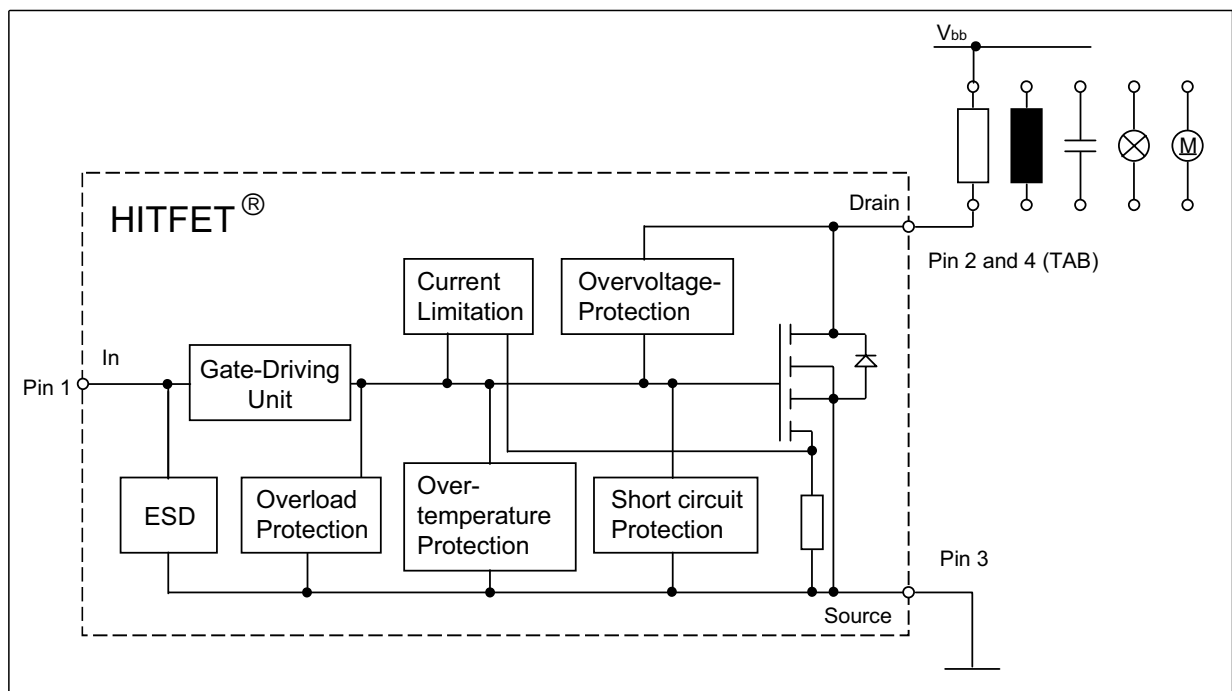 Vbb
M
HITFET ®
Drain
Pin 2 and 4 (TAB)
Current
Limitation
Overvoltage-
Protection
In
Pin 1
Gate-Driving
Unit
ESD
Overload
Protection
Over-
temperature
Protection
Short circuit
Protection
Pin 3
Source